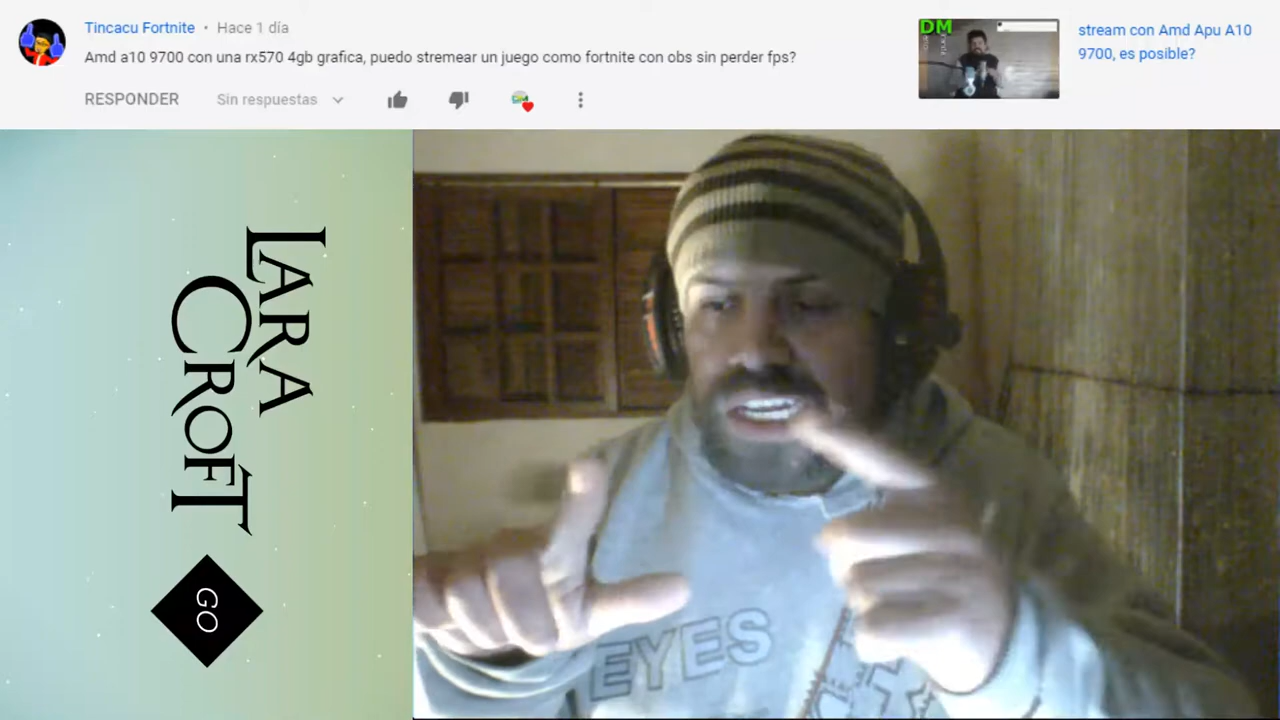 Tincacu Fortnite • Hace 1 día
Amd a10 9700 con una rx570 4gb grafica, puedo stremear un juego como fortnite con obs sin perder fps?
RESPONDER Sin respuestas
DM
stream con Amd Apu A10
9700, es posible?
LARA
CROFT
GO
EYES